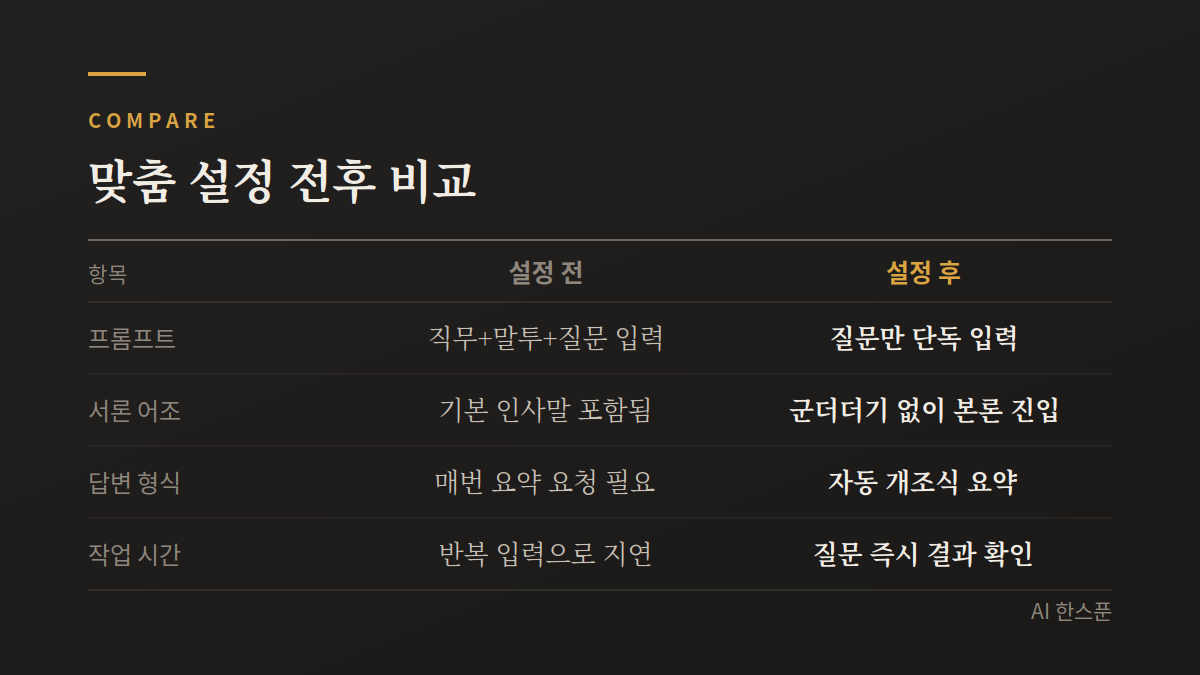 COMPARE
맞춤 설정 전후 비교
항목 설정 전 설정 후
프롬프트 직무+말투+질문 입력 질문만 단독 입력
서론 어조 기본 인사말 포함됨 군더더기 없이 본론 진입
답변 형식 매번 요약 요청 필요 자동 개조식 요약
작업 시간 반복 입력으로 지연 질문 즉시 결과 확인
AI 한스푼